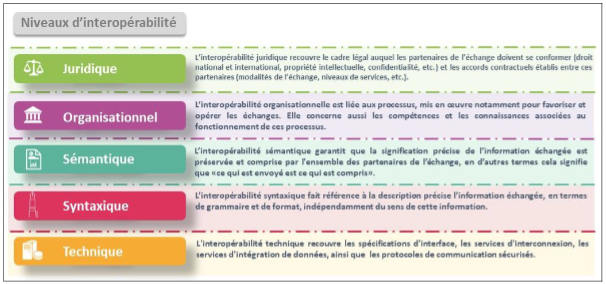 Niveaux d'interopérabilité
Juridique
L'interopérabilité juridique recouvre le cadre légal auquel les partenaires de l'échange doivent se conformer (droit
national et international, propriété intellectuelle, confidentialité, etc.) et les accords contractuels établis entre ces
partenaires (modalités de l'échange, niveaux de services, etc.).
Organisationnel
L'interopérabilité organisationnelle est liée aux processus, mis en œuvre notamment pour favoriser et
opérer les échanges. Elle concerne aussi les compétences et les connaissances associées au
fonctionnement de ces processus.
Sémantique
L'interopérabilité sémantique garantit que la signification précise de l'information échangée est
préservée et comprise par l'ensemble des partenaires de l'échange, en d'autres termes cela signifie
que «ce qui est envoyé est ce qui est compris».
Syntaxique
L'interopérabilité syntaxique fait référence à la description précise l'information échangée, en termes
de grammaire et de format, indépendamment du sens de cette information.
Technique
L'interopérabilité technique recouvre les spécifications d'interface, les services d'interconnexion, les
services d'intégration de données, ainsi que les protocoles de communication sécurisés.